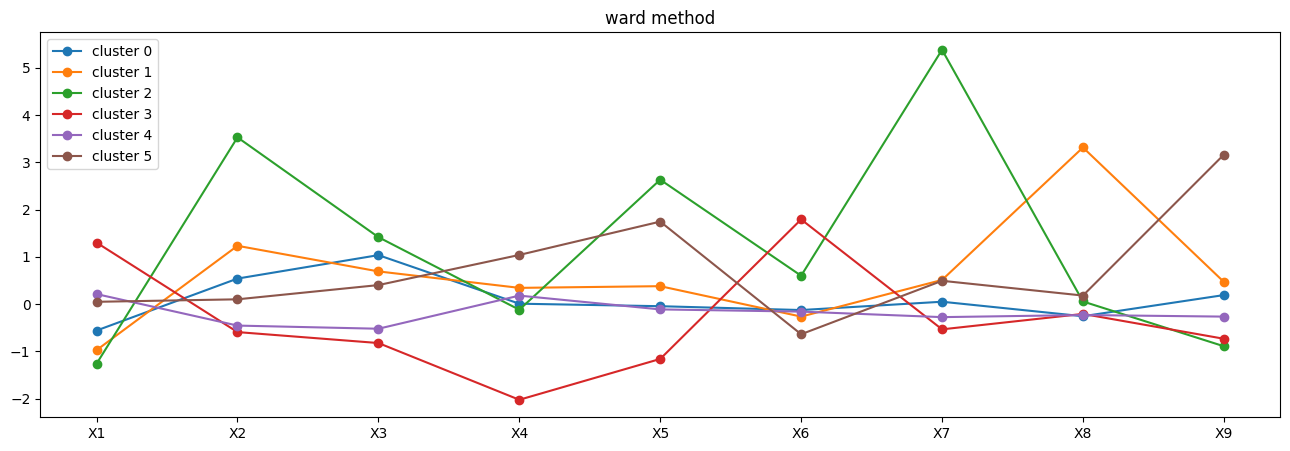 ward method
cluster 0
cluster 1
cluster 2
cluster 3
cluster 4
cluster 5
5
4
3
2
1
0
−1
−2
X1 X2 X3 X4 X5 X6 X7 X8 X9